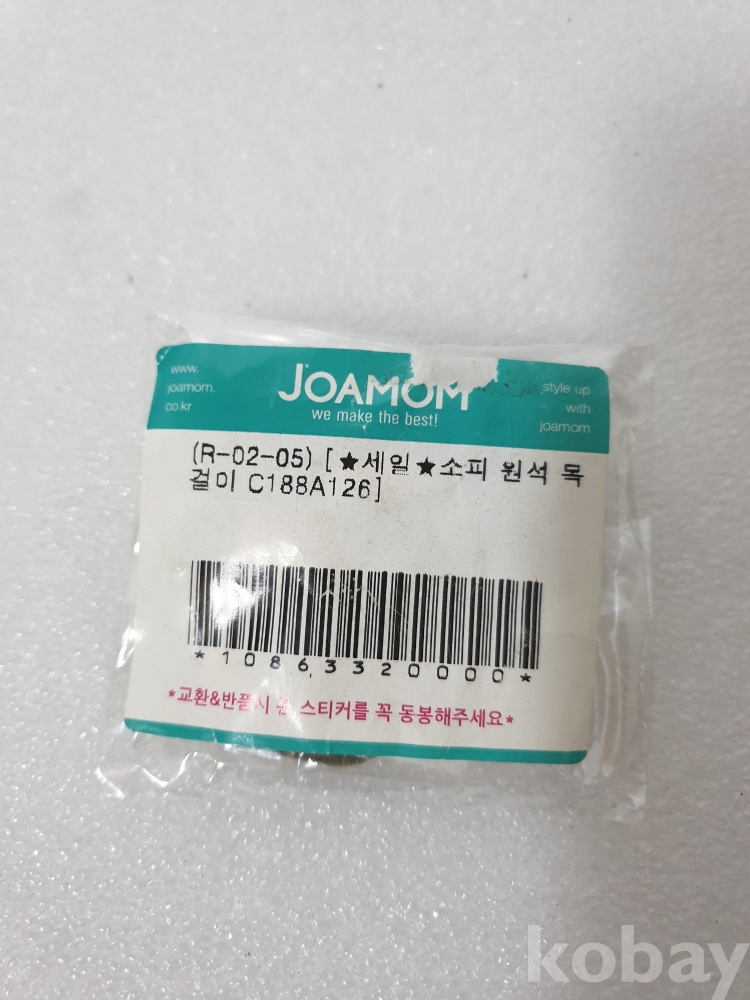 www.
joamom.
co.kr
JOAMOM
we make the best!
style up
with
joamom
(R-02-05) [★세일★소피 원석 목
걸이 C188A126]
*10863320000*
*교환&반품시 스티커를 꼭 동봉해주세요*
kobay